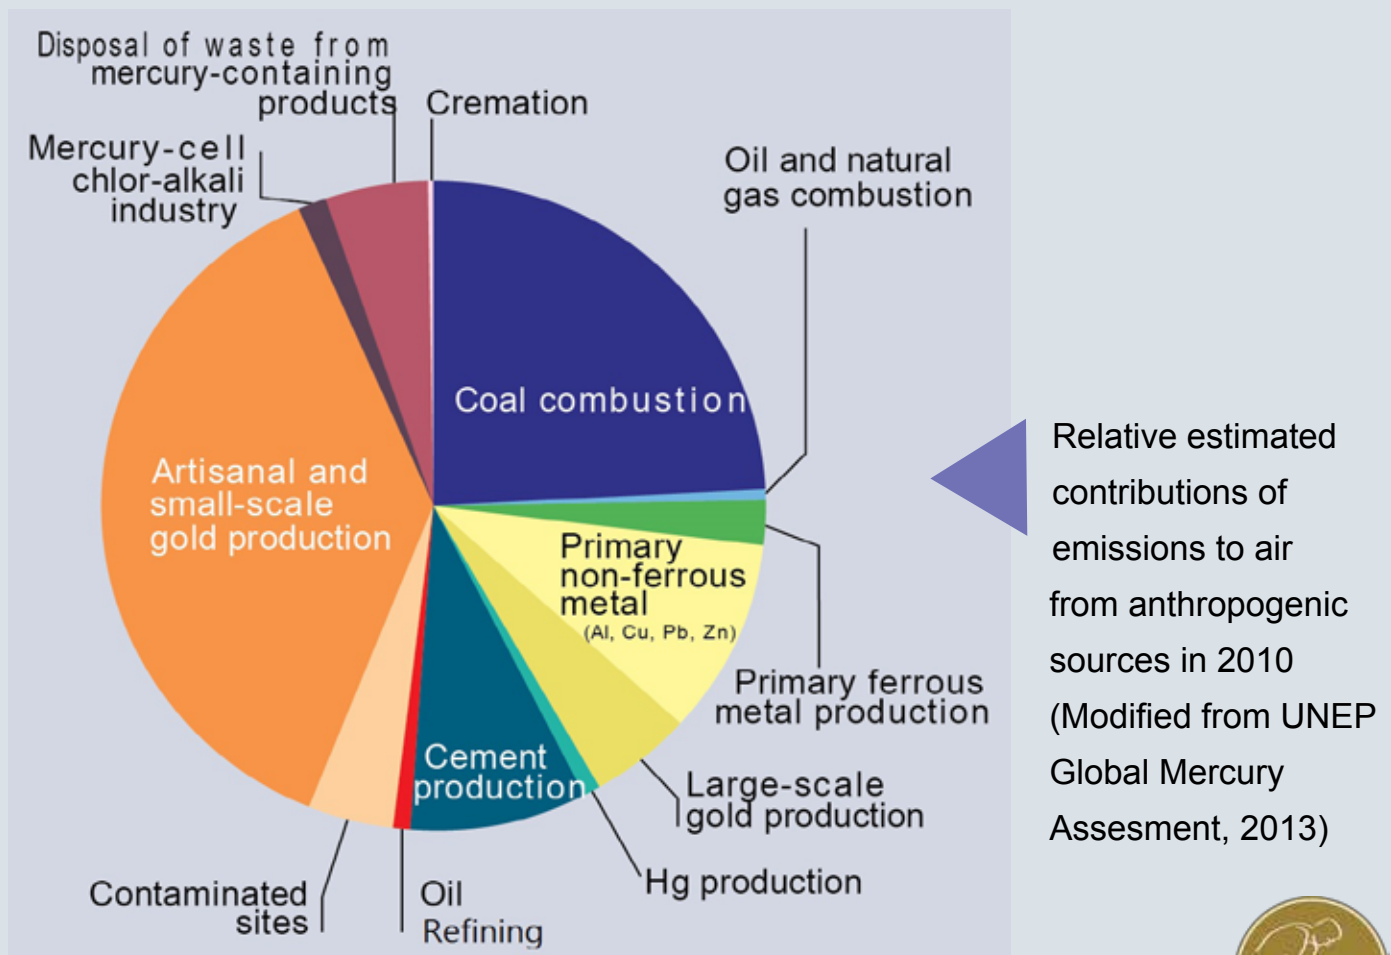 Disposal of waste from
mercury-containing
products
Cremation
Mercury-cell
chlor-alkali
industry
Oil and natural
gas combustion
Coal combustion
Artisanal and
small-scale
gold production
Primary
non-ferrous
metal
(Al, Cu, Pb, Zn)
Primary ferrous
metal production
Large-scale
gold production
Cement
production
Hg production
Contaminated
sites
Oil
Refining
Relative estimated
contributions of
emissions to air
from anthropogenic
sources in 2010
(Modified from UNEP
Global Mercury
Assesment, 2013)